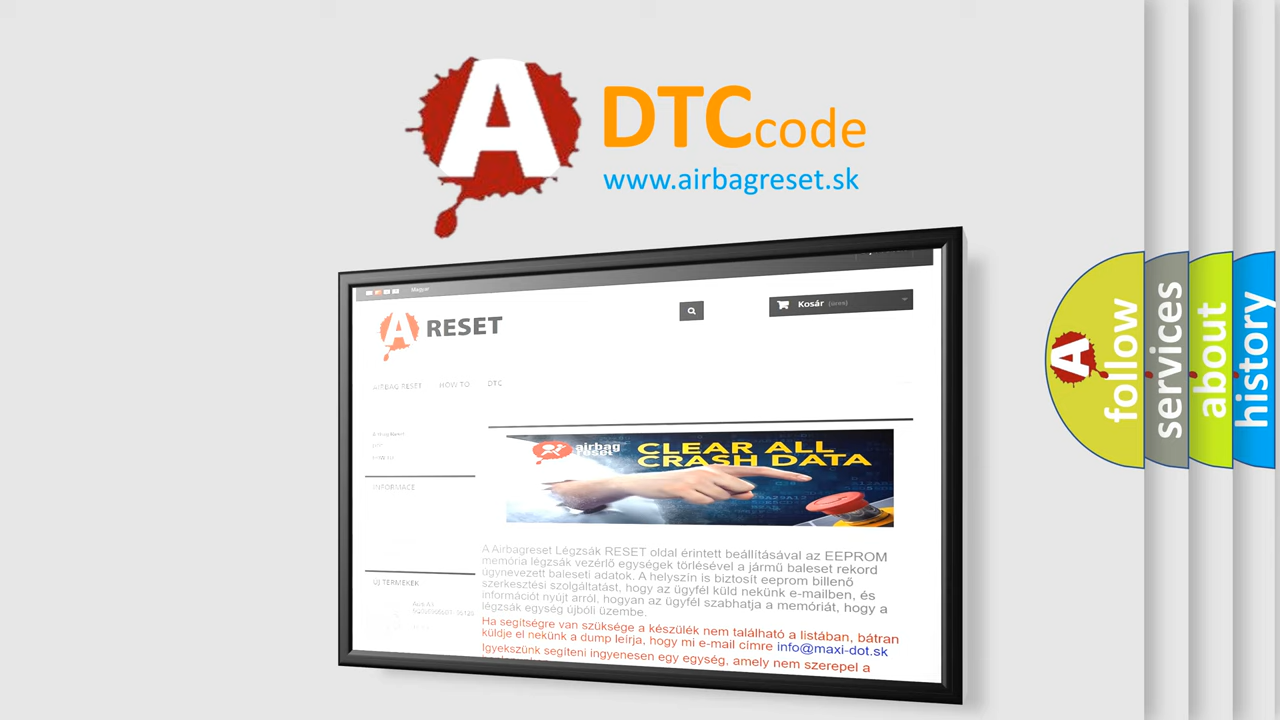 A DTC code
www.airbagreset.sk
Magyar
A RESET
Kosár
AIRBAG RESET HOW TO DTC
INFORMACE
airbag
reset
CLEAR ALL
CRASH DATA
A Airbagreset Légzsák RESET oldal érintett beállításával az EEPROM
memória légzsák vezérlő egységek törlésével a jármű baleset rekord
úgynevezett baleseti adatok. A helyszín is biztosít eeprom billenő
szerkesztési szolgáltatást, hogy az ügyfél küld nekünk e-mailben, és
információt nyújt arról, hogyan az ügyfél szabhatja a memóriát, hogy a
légzsák egység újbóli üzembe.
Ha segítségre van szüksége a készülék nem található a listában, bátran
küldje el nekünk a dump leírja, hogy mi e-mail címre info@maxi-dot.sk
Igyekszünk segíteni ingyenesen egy egység, amely nem szerepel a
ÚJ TERMÉKEK
A follow
services
about
history